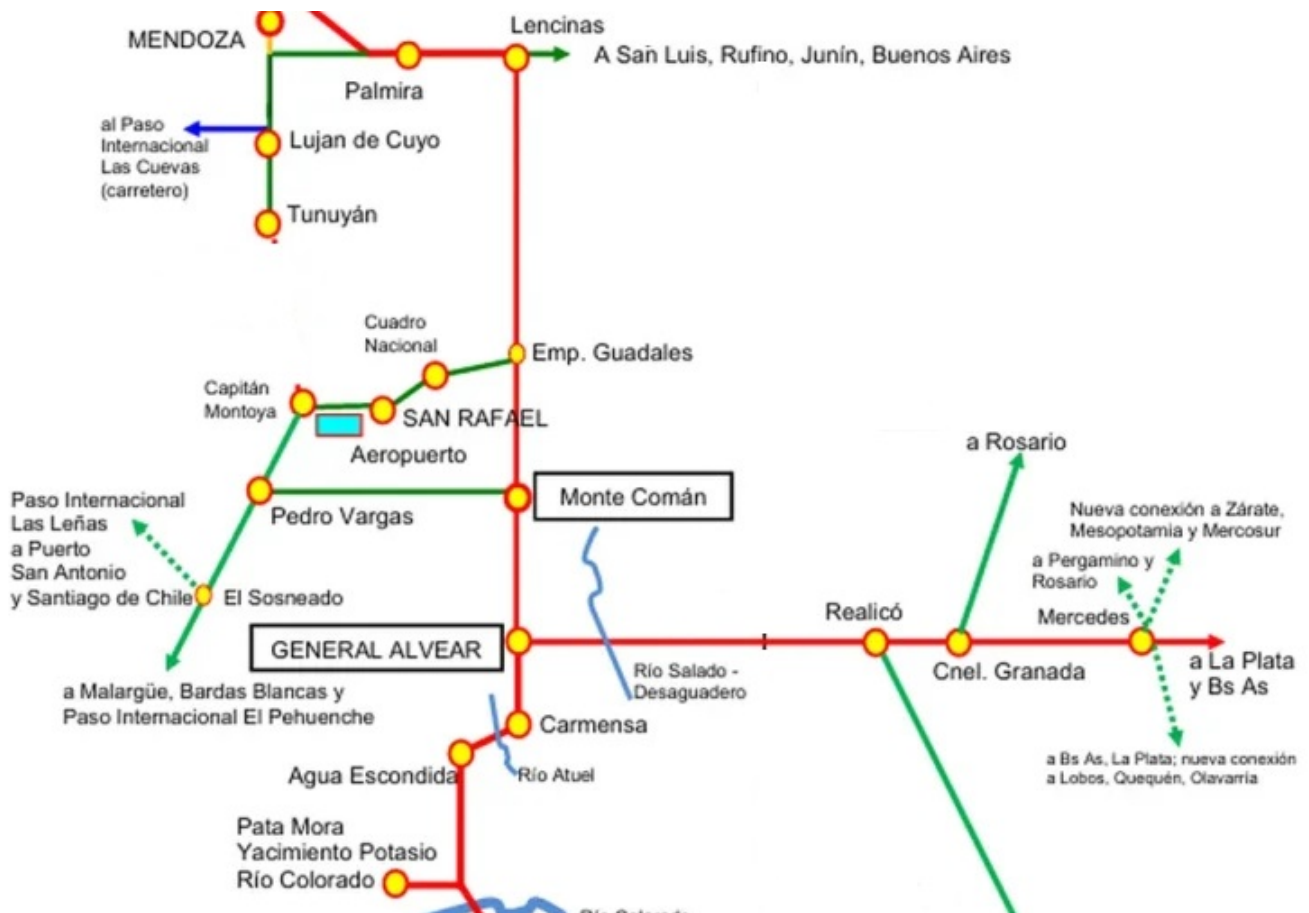 Lencinas
MENDOZA
A San Luis, Rufino, Junín, Buenos Aires
Palmira
al Paso
Internacional
Las Cuevas
(carretero)
Lujan de Cuyo
Tunuyán
Cuadro
Nacional
Emp. Guadales
Capitán
Montoya
SAN RAFAEL
Aeropuerto
a Rosario
Paso Internacional
Las Leñas
a Puerto
San Antonio
y Santiago de Chile
Pedro Vargas
Monte Comán
Nueva conexión a Zárate,
Mesopotamia y Mercosur
a Pergamino y
Rosario
El Sosneado
Realicó
Mercedes
GENERAL ALVEAR
Río Salado -
Desaguadero
Cnel. Granada
a La Plata
y Bs As
a Malargüe, Bardas Blancas y
Paso Internacional El Pehuenche
Carmensa
Agua Escondida
Río Atuel
a Bs As, La Plata; nueva conexión
a Lobos, Quequén, Olavarría
Pata Mora
Yacimiento Potasio
Río Colorado